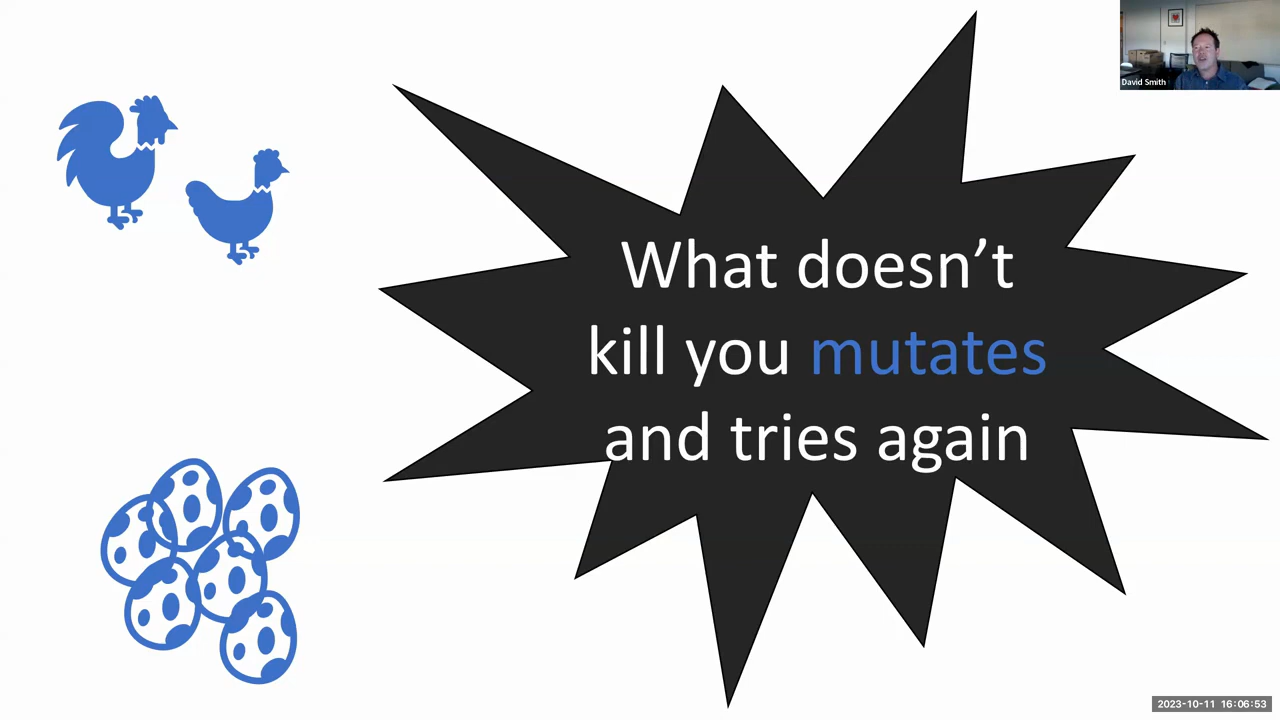 David Smith
What doesn’t
kill you mutates
and tries again
2023-10-11 16:06:53